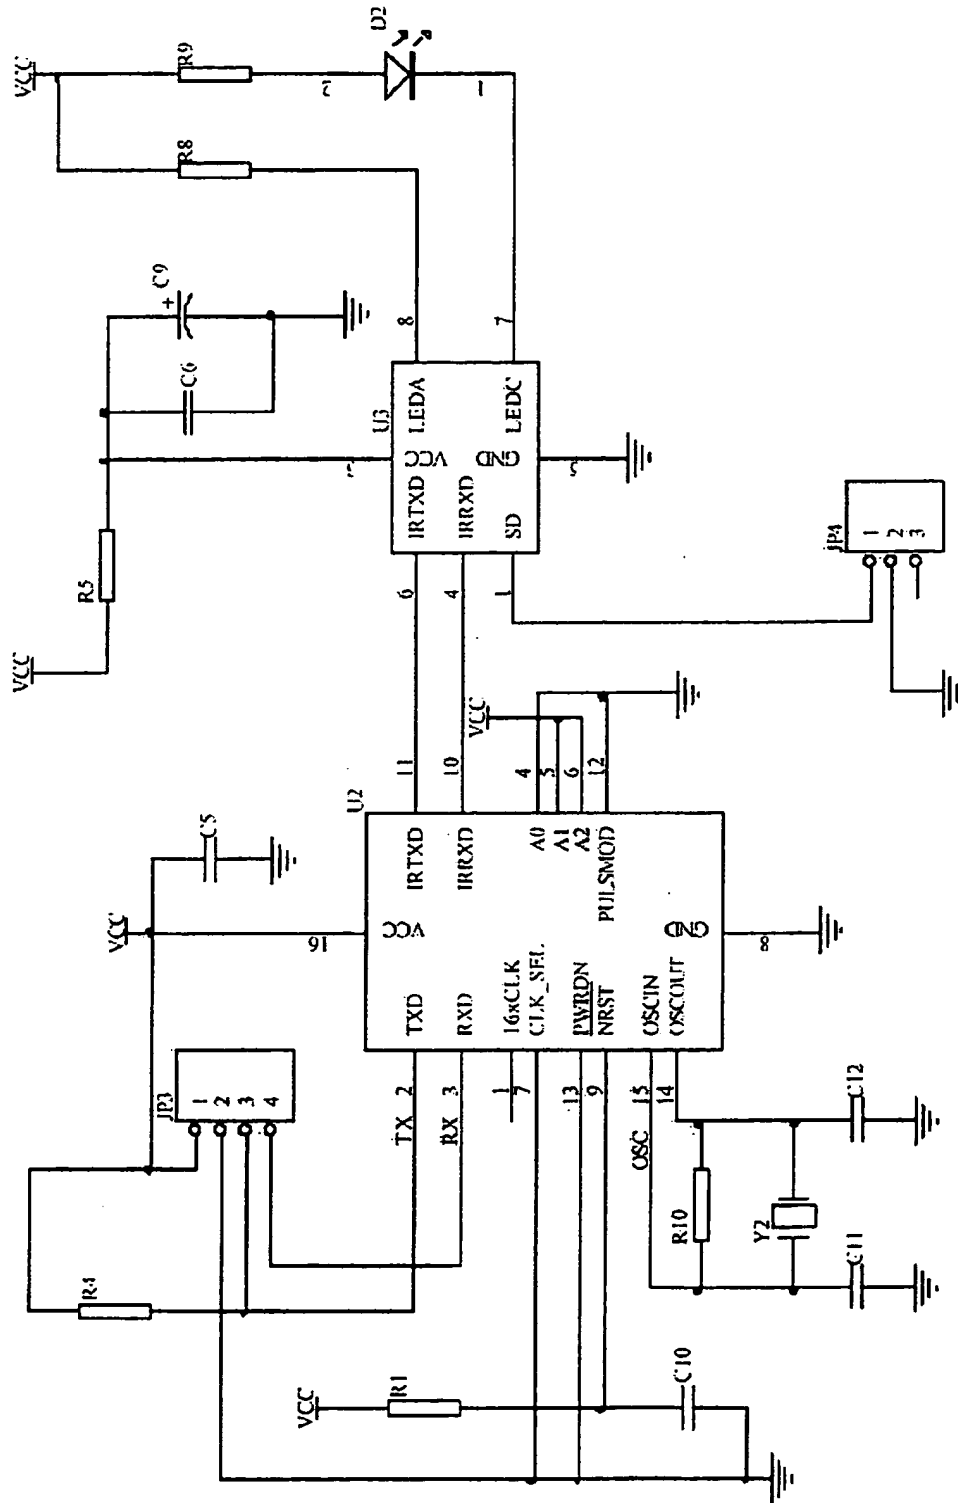 VCC
R9
2
D2
1
R8
C9
+
C6
8
7
U3
LEDA
LEDC
VCC
GND
IRTXD
IRRXD
SD
5
R5
VCC
6
4
1
JP4
1
2
3
VCC
11
10
4
5
6
12
U2
IRTXD
IRRXD
A0
A1
A2
PULSMOD
C5
VCC
16
VCC
GND
8
TXD
RXD
16xCLK
CLK_SEL
PWRDN
NRST
OSCIN
OSCOUT
JP3
1
2
3
4
TX
2
RX
3
1
7
13
9
OSC
15
14
C12
R10
Y2
C11
R4
VCC
R1
C10